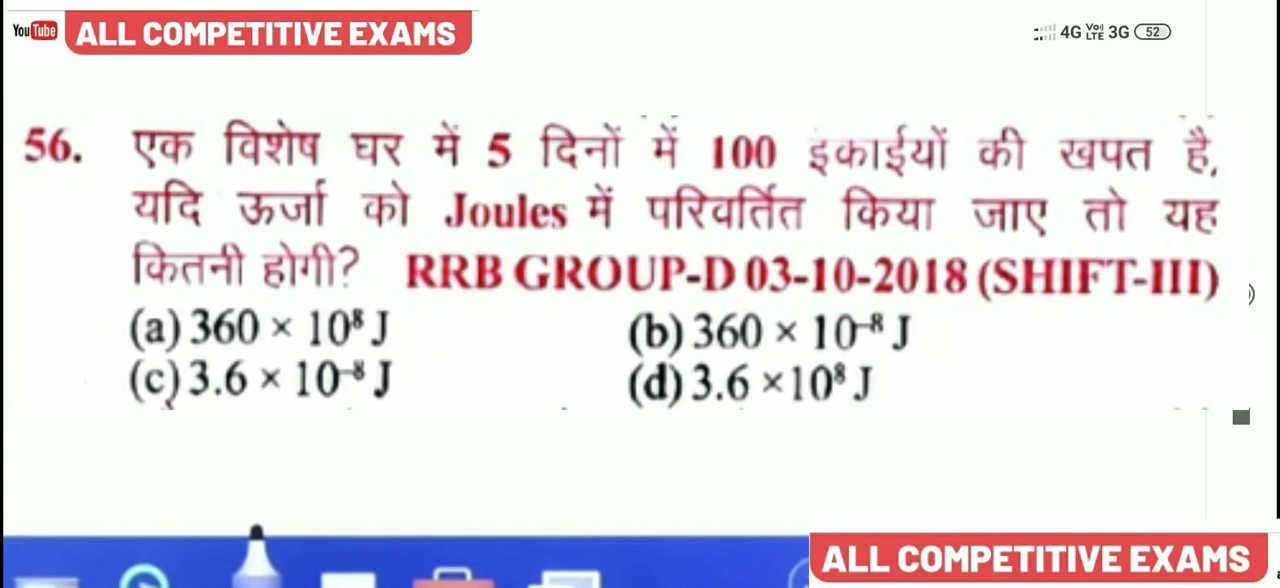 YouTube ALL COMPETITIVE EXAMS
4G VoLTE 3G 52
56. एक विशेष घर में 5 दिनों में 100 इकाईयों की खपत है,
यदि ऊर्जा को Joules में परिवर्तित किया जाए तो यह
कितनी होगी? RRB GROUP-D 03-10-2018 (SHIFT-III)
(a) 360 × 10⁸ J (b) 360 × 10⁻⁸ J
(c) 3.6 × 10⁻⁸ J (d) 3.6 ×10⁸ J
ALL COMPETITIVE EXAMS